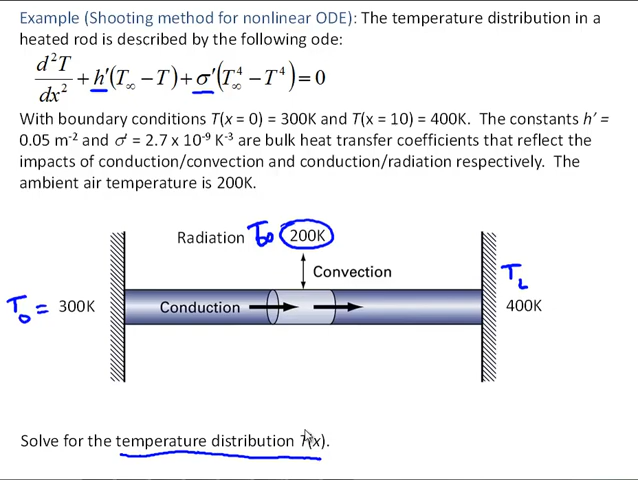 Example (Shooting method for nonlinear ODE): The temperature distribution in a
heated rod is described by the following ode:
d²T/dx² + h′(T∞ − T) + σ′(T∞⁴ − T⁴) = 0
With boundary conditions T(x = 0) = 300K and T(x = 10) = 400K. The constants h′ =
0.05 m⁻² and σ′ = 2.7 x 10⁻⁹ K⁻³ are bulk heat transfer coefficients that reflect the
impacts of conduction/convection and conduction/radiation respectively. The
ambient air temperature is 200K.
Radiation T∞ 200K
Convection
T_L
T₀ = 300K
Conduction
400K
Solve for the temperature distribution T(x).